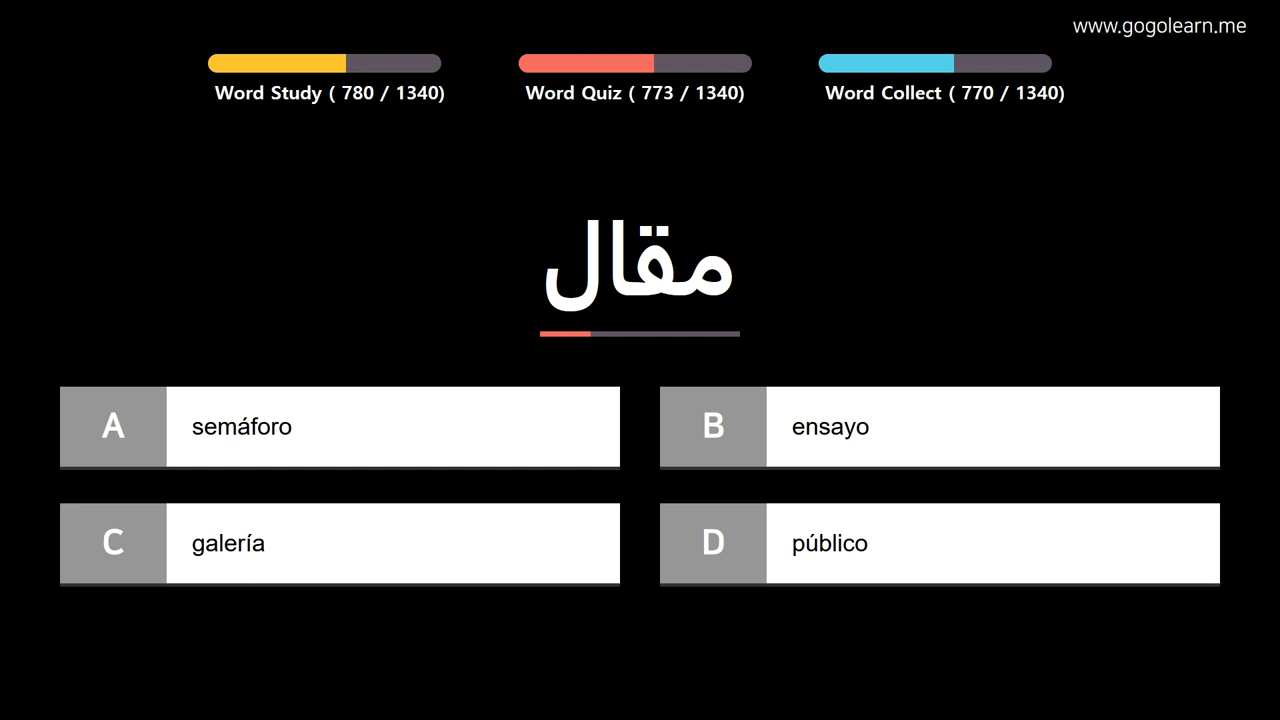 www.gogolearn.me
Word Study ( 780 / 1340)
Word Quiz ( 773 / 1340)
Word Collect ( 770 / 1340)
مقال
A semáforo
B ensayo
C galería
D público